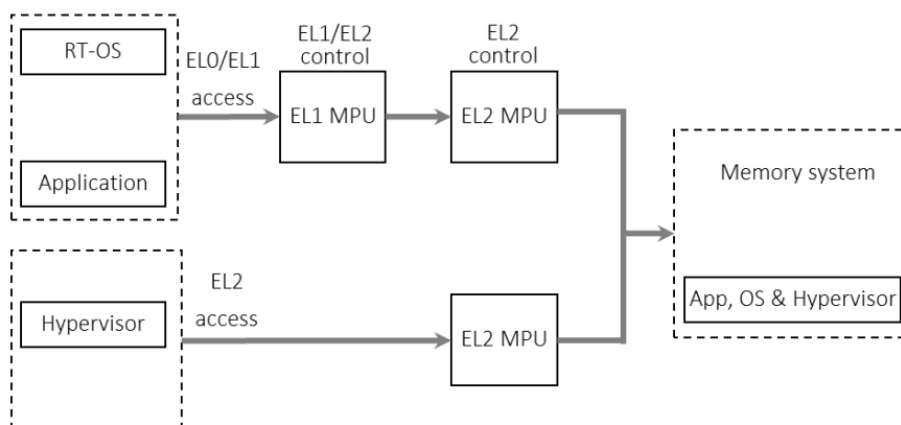 RT-OS
Application
EL0/EL1
access
EL1/EL2
control
EL1 MPU
EL2
control
EL2 MPU
Memory system
App, OS & Hypervisor
Hypervisor
EL2
access
EL2 MPU